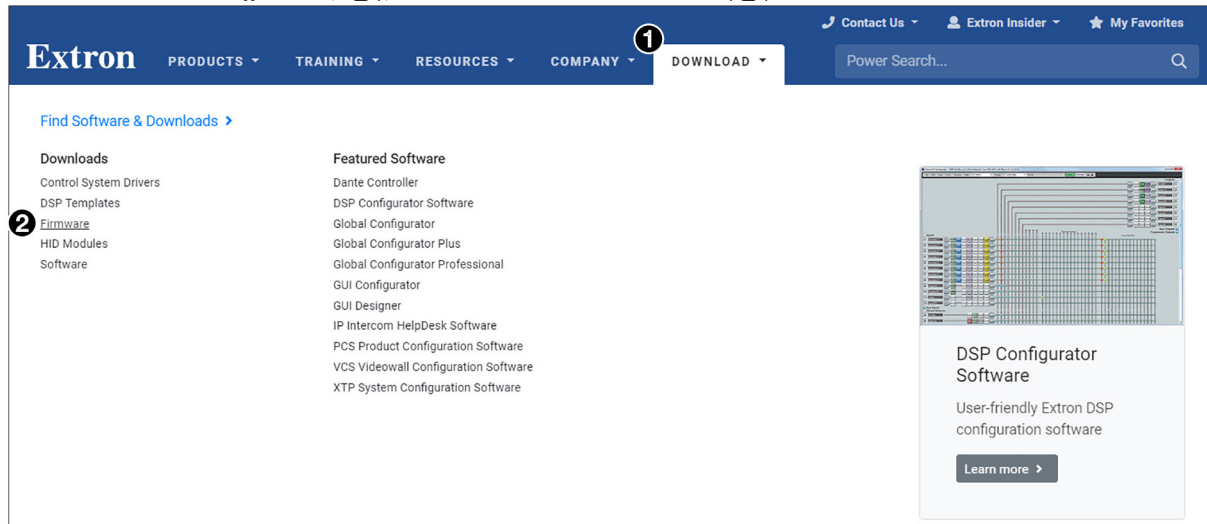 Contact Us
Extron Insider
My Favorites
1
Extron
PRODUCTS
TRAINING
RESOURCES
COMPANY
DOWNLOAD
Power Search...
Find Software & Downloads
Downloads
Control System Drivers
DSP Templates
2
Firmware
HID Modules
Software
Featured Software
Dante Controller
DSP Configurator Software
Global Configurator
Global Configurator Plus
Global Configurator Professional
GUI Configurator
GUI Designer
IP Intercom HelpDesk Software
PCS Product Configuration Software
VCS Videowall Configuration Software
XTP System Configuration Software
DSP Configurator
Software
User-friendly Extron DSP
configuration software
Learn more